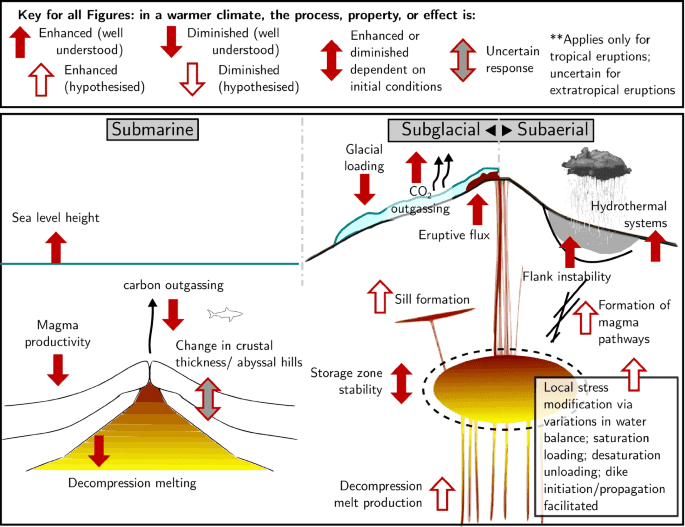 Key for all Figures: in a warmer climate, the process, property, or effect is:
Enhanced (well
understood)
Diminished (well
understood)
Enhanced or
diminished
dependent on
initial conditions
Uncertain
response
**Applies only for
tropical eruptions;
uncertain for
extratropical eruptions
Enhanced
(hypothesised)
Diminished
(hypothesised)
Submarine
Subglacial
Subaerial
Glacial
loading
CO2
outgassing
Eruptive flux
Hydrothermal
systems
Flank instability
Sea level height
carbon outgassing
Magma
productivity
Change in crustal
thickness/ abyssal hills
Decompression melting
Sill formation
Formation of
magma
pathways
Storage zone
stability
Local stress
modification via
variations in water
balance; saturation
loading; desaturation
unloading; dike
initiation/propagation
facilitated
Decompression
melt production